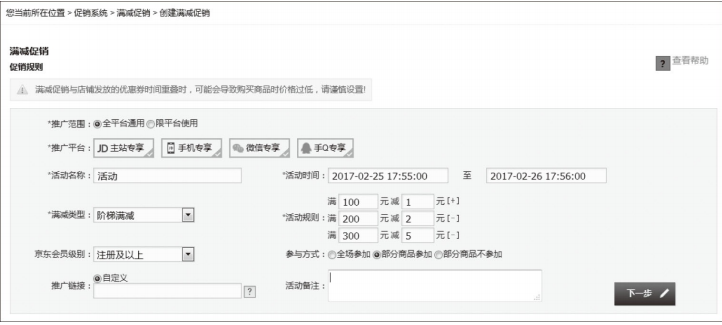 您当前所在位置 > 促销系统 > 满减促销 > 创建满减促销
满减促销
促销规则
? 查看帮助
满减促销与店铺发放的优惠券时间重叠时，可能会导致购买商品时价格过低，请谨慎设置!
*推广范围: 全平台通用 限平台使用
*推广平台: JD 主站专享 手机专享 微信专享 手Q专享
*活动名称: 活动 *活动时间: 2017-02-25 17:55:00 至 2017-02-26 17:56:00
满 100 元 减 1 元 [+]
*满减类型: 阶梯满减 *活动规则: 满 200 元 减 2 元 [-]
满 300 元 减 5 元 [-]
京东会员级别: 注册及以上 参与方式: 全场参加 部分商品参加 部分商品不参加
推广链接: 自定义 ? 活动备注:
下一步